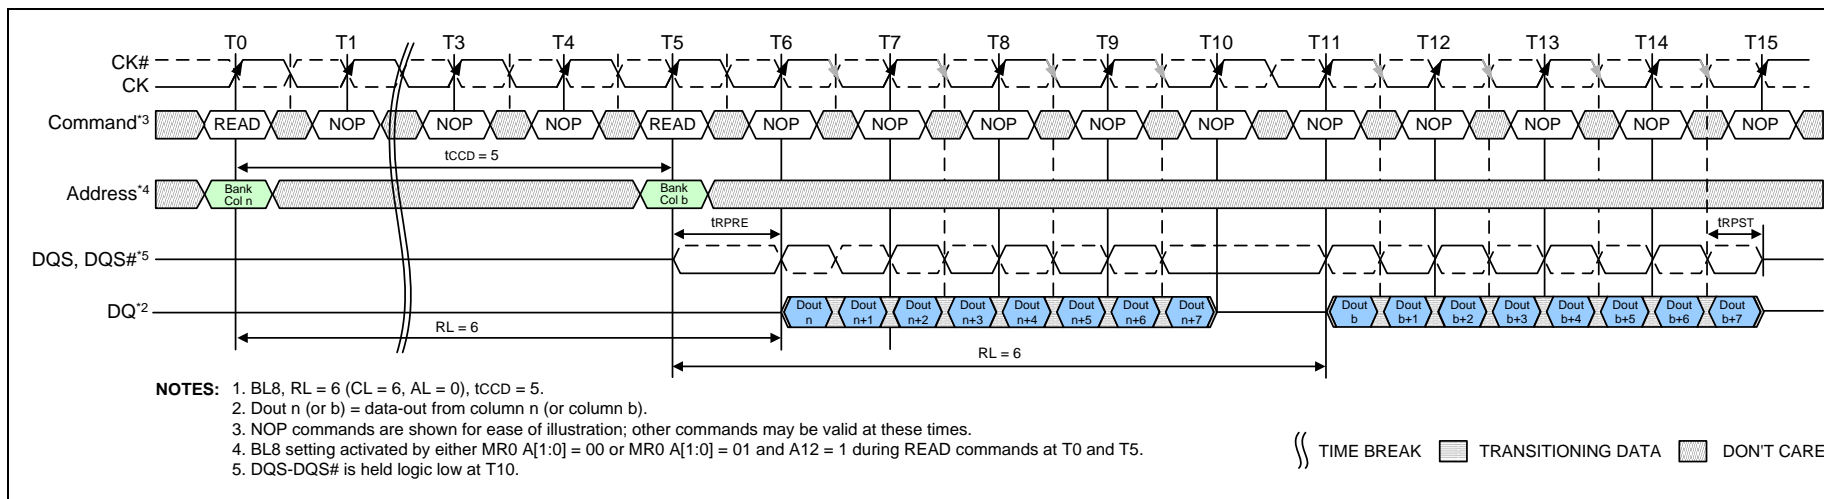 T0 T1 T3 T4 T5 T6 T7 T8 T9 T10 T11 T12 T13 T14 T15
CK#
CK
Command*3 READ NOP NOP NOP READ NOP NOP NOP NOP NOP NOP NOP NOP NOP NOP
tCCD = 5
Address*4 Bank Col n Bank Col b
tRPRE tRPST
DQS, DQS#*5
DQ*2 Dout n Dout n+1 Dout n+2 Dout n+3 Dout n+4 Dout n+5 Dout n+6 Dout n+7 Dout b Dout b+1 Dout b+2 Dout b+3 Dout b+4 Dout b+5 Dout b+6 Dout b+7
RL = 6
RL = 6
NOTES: 1. BL8, RL = 6 (CL = 6, AL = 0), tCCD = 5.
2. Dout n (or b) = data-out from column n (or column b).
3. NOP commands are shown for ease of illustration; other commands may be valid at these times.
4. BL8 setting activated by either MR0 A[1:0] = 00 or MR0 A[1:0] = 01 and A12 = 1 during READ commands at T0 and T5.
5. DQS-DQS# is held logic low at T10.
TIME BREAK TRANSITIONING DATA DON'T CARE